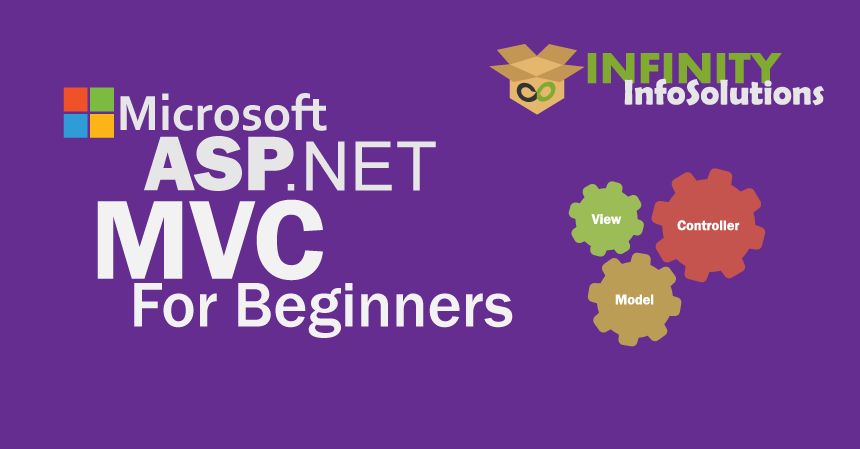 Microsoft
ASP.NET
MVC
For Beginners
INFINITY
InfoSolutions
View
Controller
Model